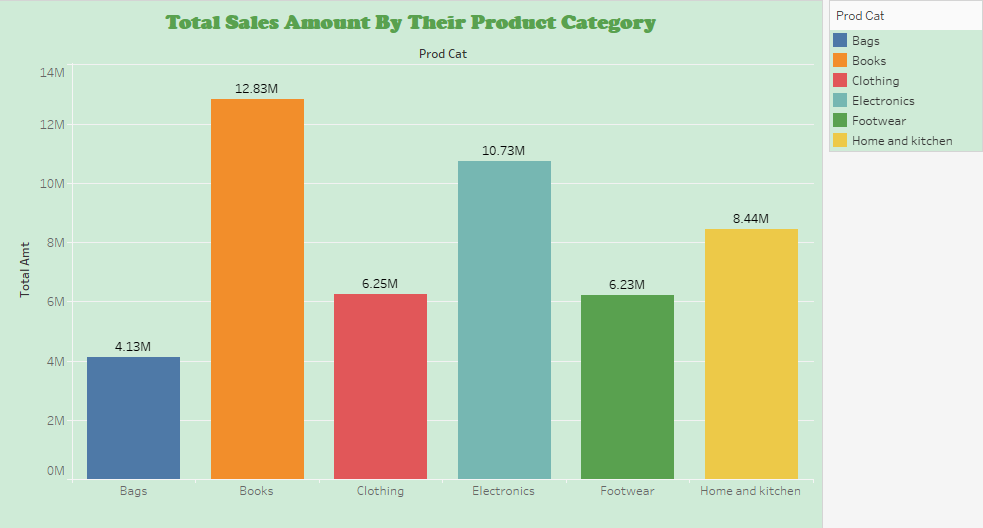 Total Sales Amount By Their Product Category
Prod Cat
14M
12M
10M
8M
6M
4M
2M
0M
Total Amt
4.13M
12.83M
6.25M
10.73M
6.23M
8.44M
Bags
Books
Clothing
Electronics
Footwear
Home and kitchen
Prod Cat
Bags
Books
Clothing
Electronics
Footwear
Home and kitchen